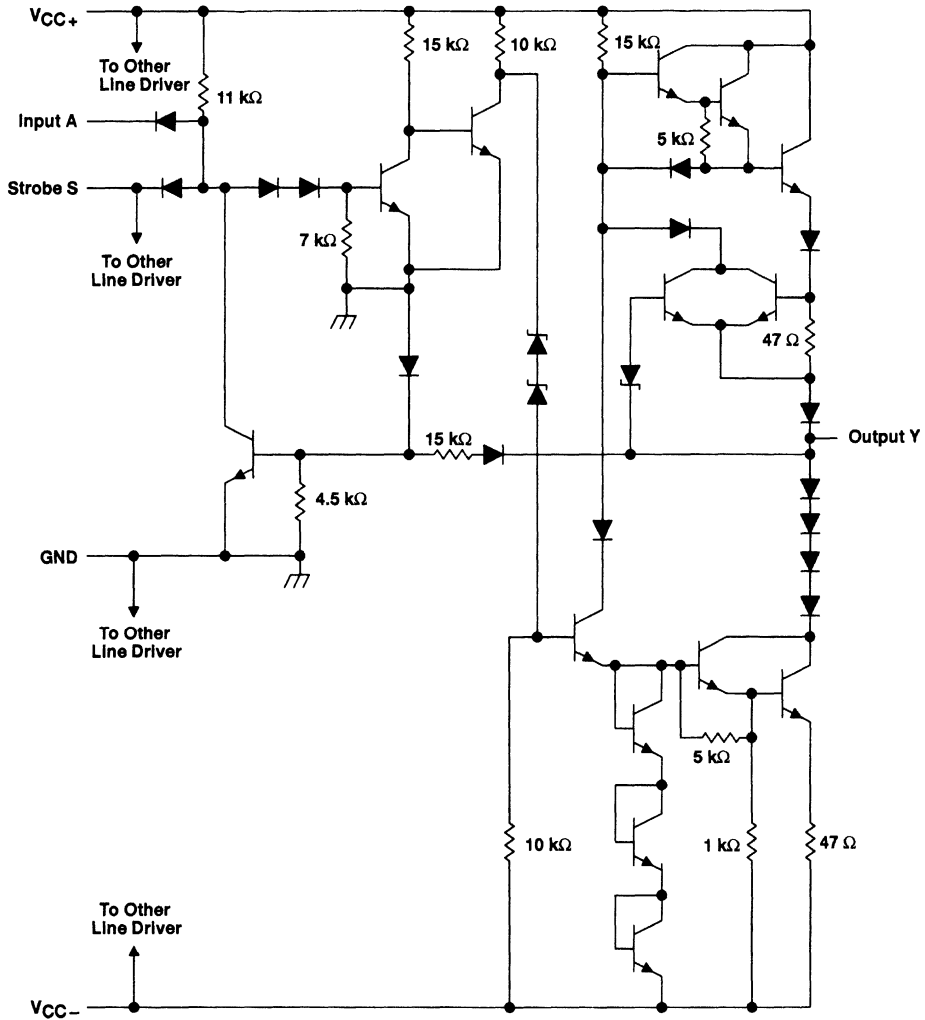 VCC+
15 kΩ
10 kΩ
15 kΩ
To Other
Line Driver
11 kΩ
Input A
5 kΩ
Strobe S
7 kΩ
To Other
Line Driver
47 Ω
15 kΩ
Output Y
4.5 kΩ
GND
To Other
Line Driver
5 kΩ
10 kΩ
1 kΩ
47 Ω
To Other
Line Driver
VCC−